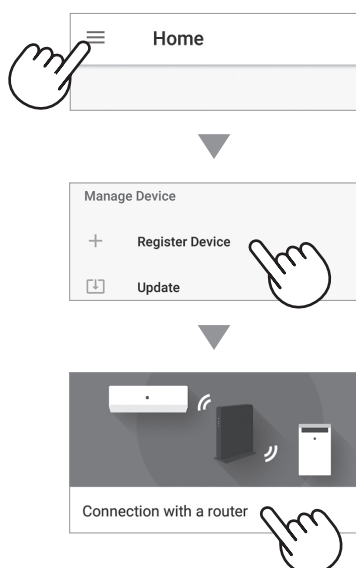 Home
Manage Device
Register Device
Update
Connection with a router